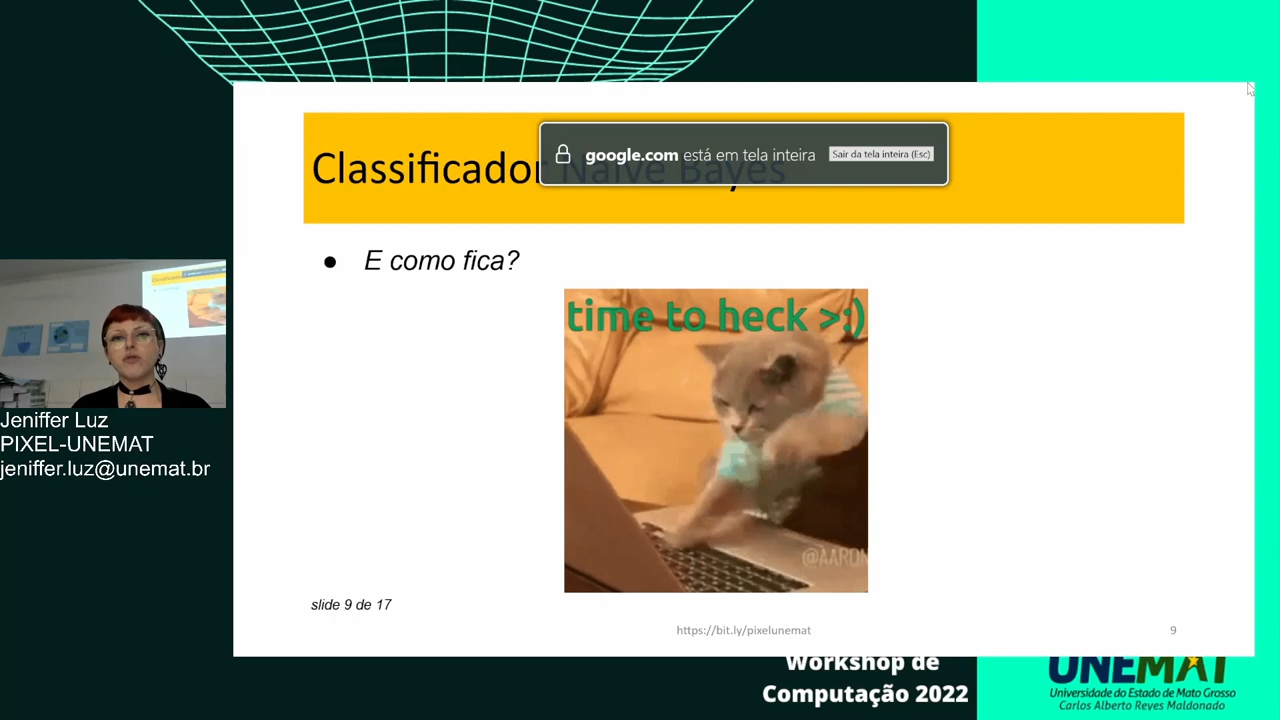 Classificador Naive Bayes
google.com está em tela inteira
Sair da tela inteira (Esc)
● E como fica?
time to heck >:)
@AARON
Jeniffer Luz
PIXEL-UNEMAT
jeniffer.luz@unemat.br
slide 9 de 17
https://bit.ly/pixelunemat
9
Workshop de
Computação 2022
UNEMAT
Universidade do Estado de Mato Grosso
Carlos Alberto Reyes Maldonado